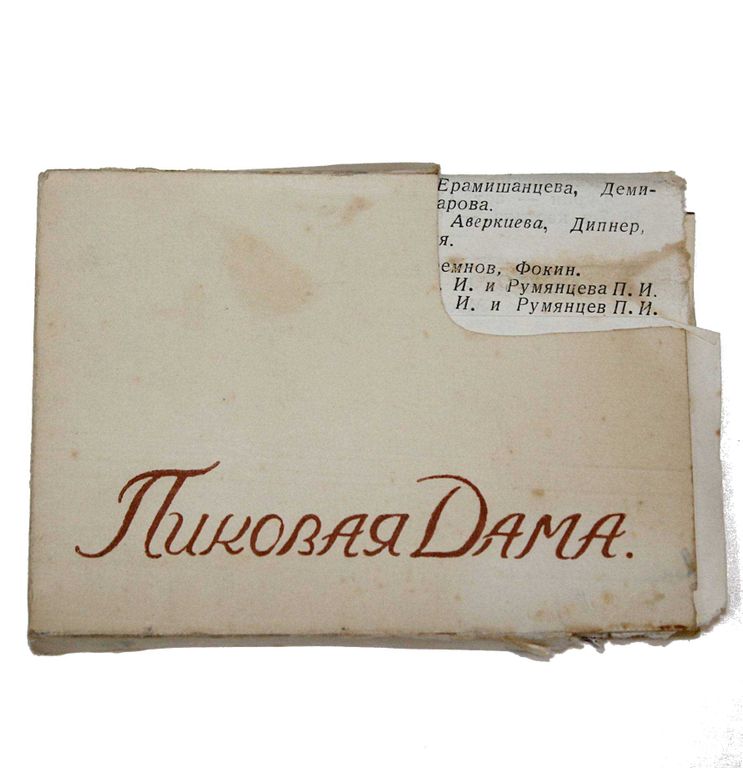 Ерамишанцева, Деми-
арова.
Аверкиева, Дипнер,
я.
емнов, Фокин.
. И. и Румянцева П. И.
И. и Румянцев П. И.
Пиковая Дама.